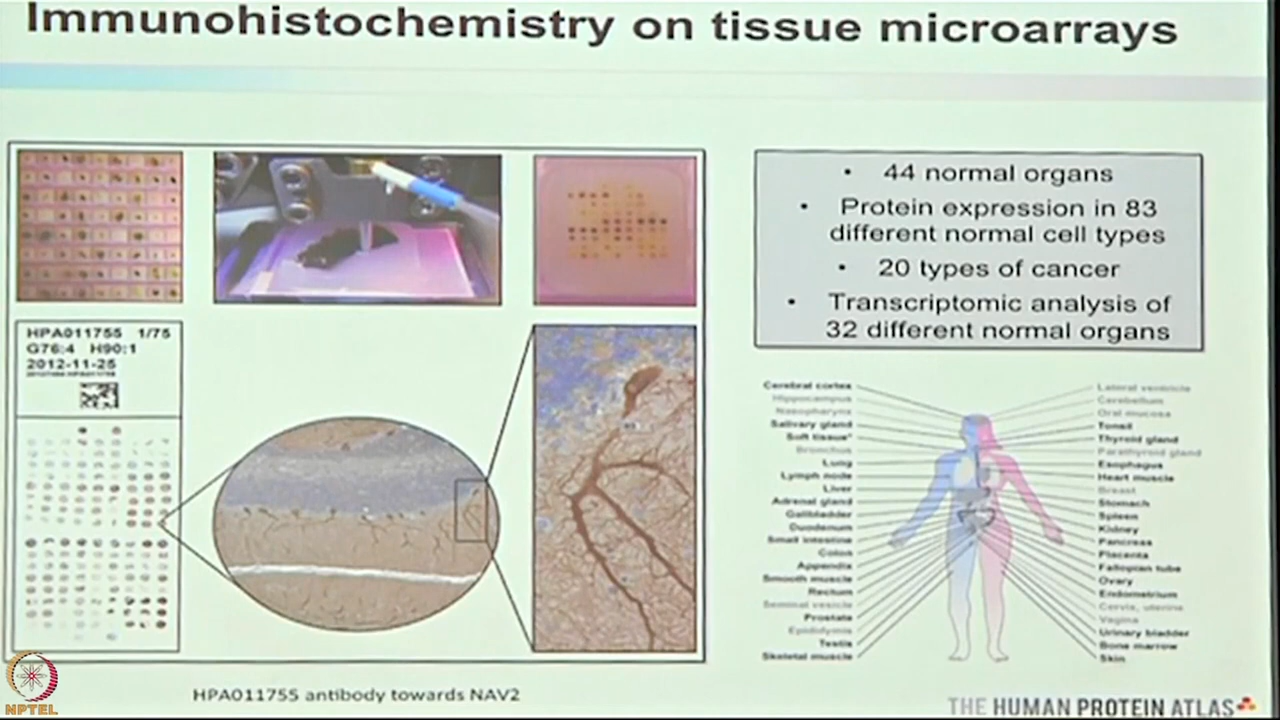 Immunohistochemistry on tissue microarrays
• 44 normal organs
• Protein expression in 83
different normal cell types
• 20 types of cancer
• Transcriptomic analysis of
32 different normal organs
HPA011755 1/75
G76:4 H90:1
2012-11-25
Cerebral cortex
Hippocampus
Nasopharynx
Salivary gland
Soft tissue*
Bronchus
Lung
Lymph node
Liver
Adrenal gland
Gallbladder
Duodenum
Small intestine
Colon
Appendix
Smooth muscle
Rectum
Seminal vesicle
Prostate
Epididymis
Testis
Skeletal muscle
Lateral ventricle
Cerebellum
Oral mucosa
Tonsil
Thyroid gland
Parathyroid gland
Esophagus
Heart muscle
Breast
Stomach
Spleen
Kidney
Pancreas
Placenta
Fallopian tube
Ovary
Endometrium
Cervix, uterine
Vagina
Urinary bladder
Bone marrow
Skin
HPA011755 antibody towards NAV2
THE HUMAN PROTEIN ATLAS
NPTEL